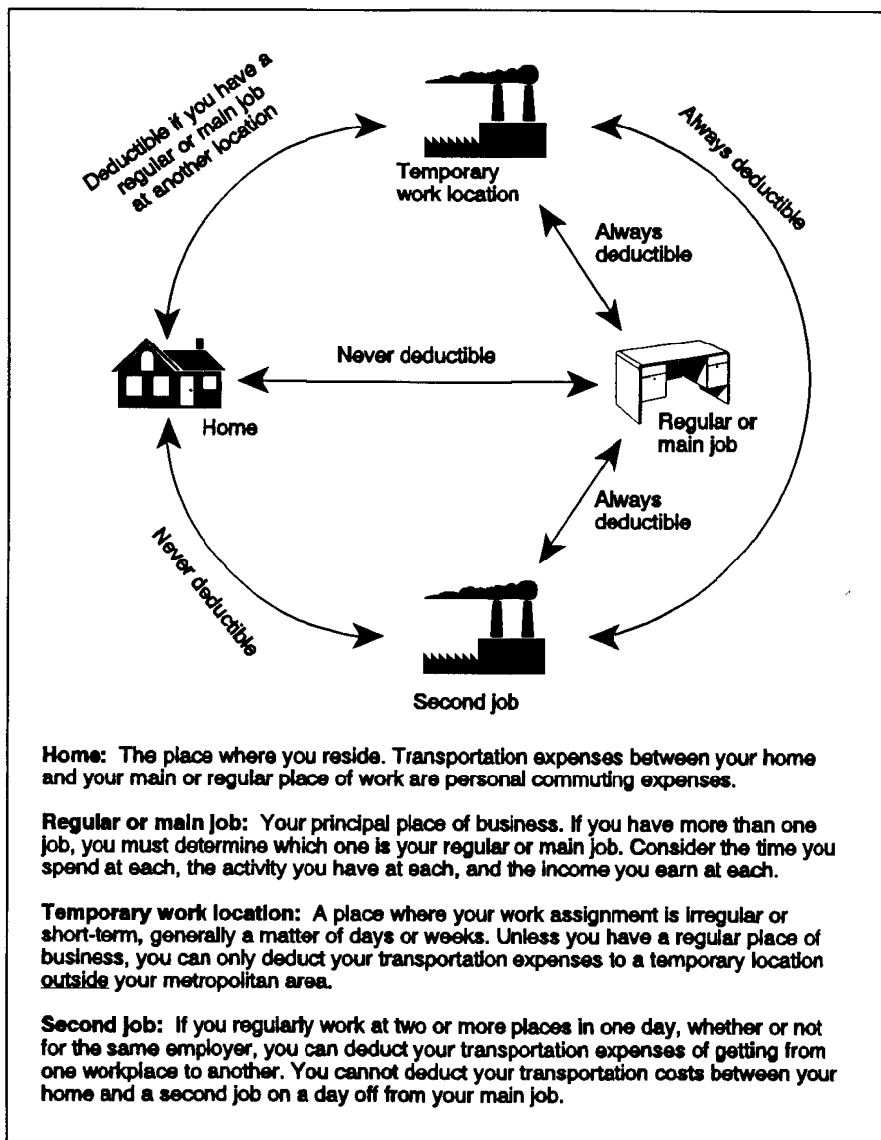 Deductible if you have a
regular or main job
at another location
Always deductible
Temporary
work location
Always
deductible
Never deductible
Home
Regular or
main job
Always
deductible
Never deductible
Second job
Home: The place where you reside. Transportation expenses between your home
and your main or regular place of work are personal commuting expenses.
Regular or main job: Your principal place of business. If you have more than one
job, you must determine which one is your regular or main job. Consider the time you
spend at each, the activity you have at each, and the income you earn at each.
Temporary work location: A place where your work assignment is irregular or
short-term, generally a matter of days or weeks. Unless you have a regular place of
business, you can only deduct your transportation expenses to a temporary location
outside your metropolitan area.
Second job: If you regularly work at two or more places in one day, whether or not
for the same employer, you can deduct your transportation expenses of getting from
one workplace to another. You cannot deduct your transportation costs between your
home and a second job on a day off from your main job.